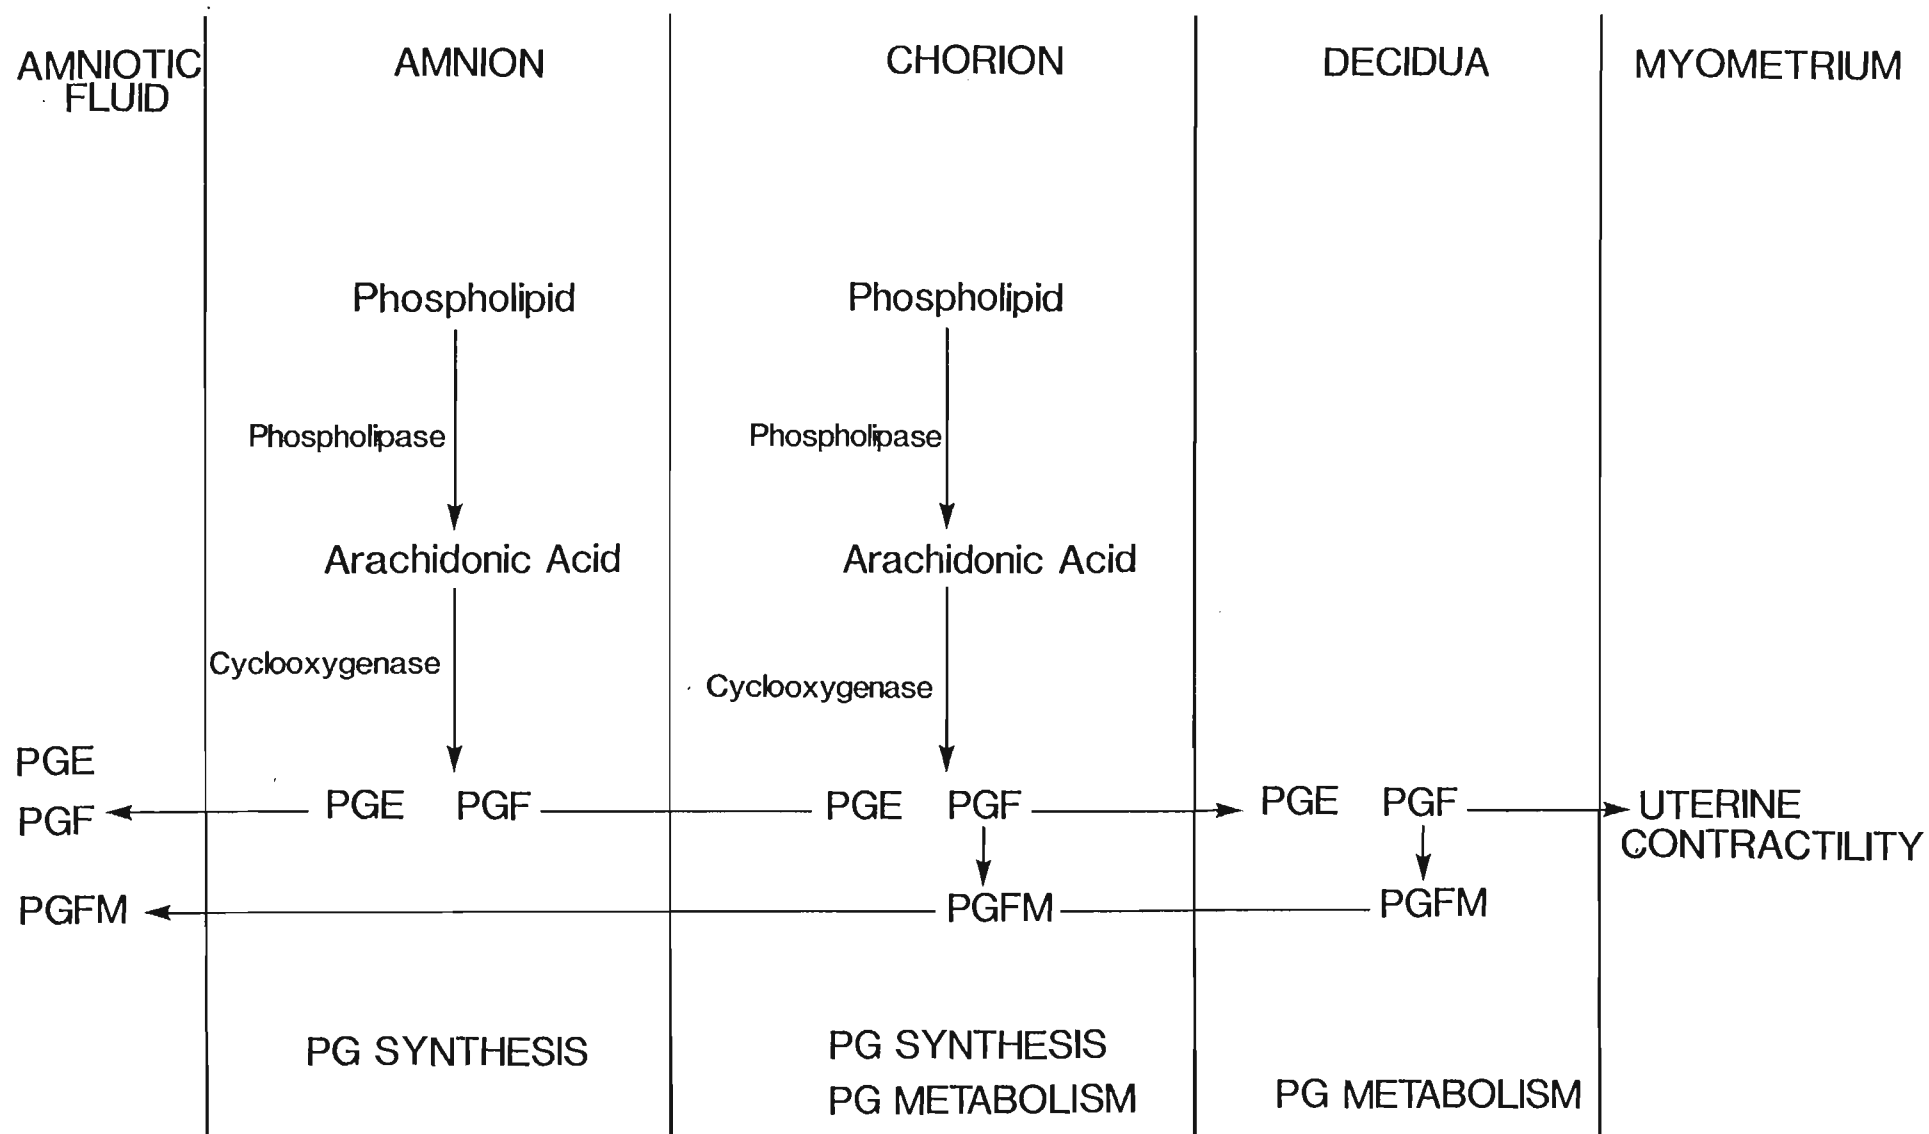 AMNIOTIC
FLUID
AMNION
CHORION
DECIDUA
MYOMETRIUM
Phospholipid
Phospholipid
Phospholipase
Phospholipase
Arachidonic Acid
Arachidonic Acid
Cyclooxygenase
Cyclooxygenase
PGE
PGF
PGE PGF
PGE PGF
PGE PGF
UTERINE
CONTRACTILITY
PGFM
PGFM
PGFM
PG SYNTHESIS
PG SYNTHESIS
PG METABOLISM
PG METABOLISM